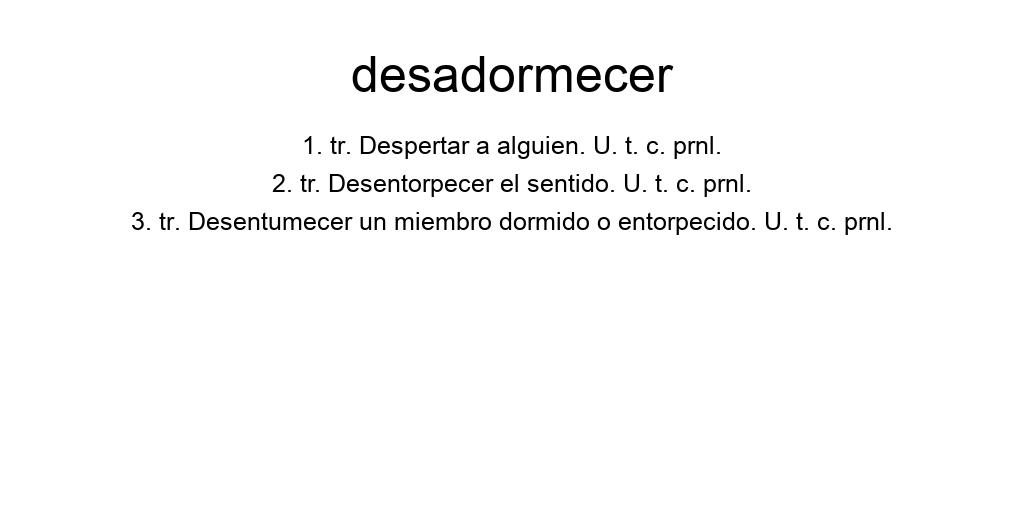 desadormecer
1. tr. Despertar a alguien. U. t. c. prnl.
2. tr. Desentorpecer el sentido. U. t. c. prnl.
3. tr. Desentumecer un miembro dormido o entorpecido. U. t. c. prnl.